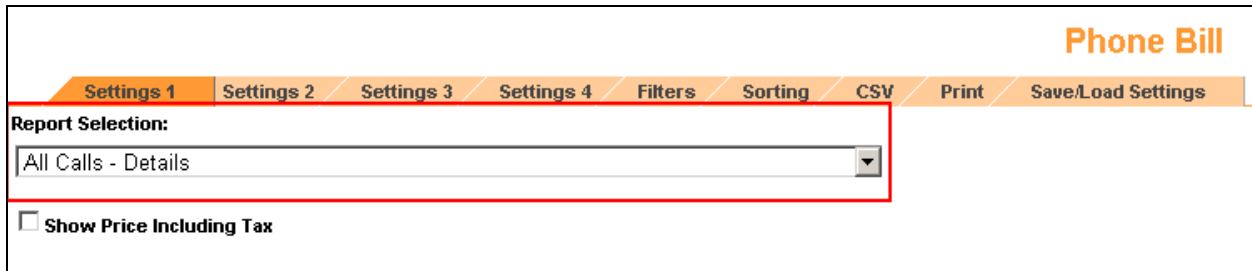 Phone Bill
Settings 1 Settings 2 Settings 3 Settings 4 Filters Sorting CSV Print Save/Load Settings
Report Selection:
All Calls - Details
Show Price Including Tax